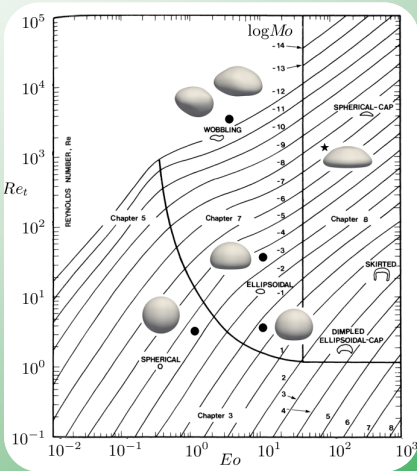 logMo
10^5
10^4
10^3
10^2
10^1
10^0
10^{-1}
Re_t
REYNOLDS NUMBER, Re
-14
-13
-12
-11
-10
-9
-8
-7
-6
-5
-4
-3
-2
-1
1
2
3
4
5
6
7
8
SPHERICAL-CAP
WOBBLING
Chapter 5
Chapter 7
Chapter 8
SKIRTED
ELLIPSOIDAL
DIMPLED
ELLIPSOIDAL-CAP
SPHERICAL
Chapter 3
10^{-2}
10^{-1}
10^0
10^1
10^2
10^3
Eo